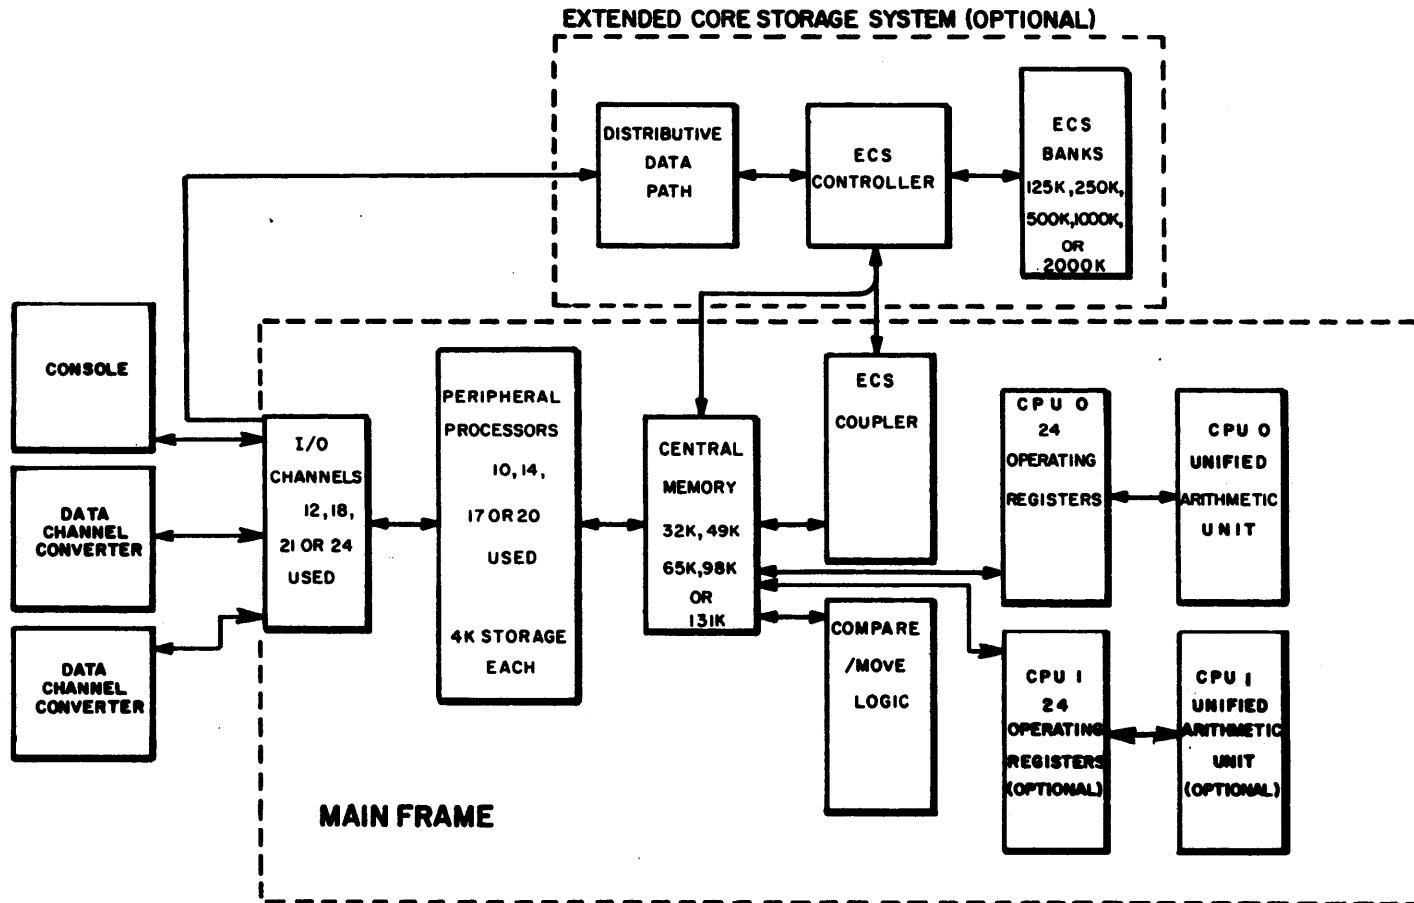 EXTENDED CORE STORAGE SYSTEM (OPTIONAL)
DISTRIBUTIVE
DATA
PATH
ECS
CONTROLLER
ECS
BANKS
125K,250K,
500K,1000K,
OR
2000K
CONSOLE
DATA
CHANNEL
CONVERTER
DATA
CHANNEL
CONVERTER
I/O
CHANNELS
12,18,
21 OR 24
USED
PERIPHERAL
PROCESSORS
10,14,
17 OR 20
USED
4K STORAGE
EACH
CENTRAL
MEMORY
32K, 49K
65K,98K
OR
131K
ECS
COUPLER
COMPARE
/MOVE
LOGIC
CPU 0
24
OPERATING
REGISTERS
CPU 0
UNIFIED
ARITHMETIC
UNIT
CPU 1
24
OPERATING
REGISTERS
(OPTIONAL)
CPU 1
UNIFIED
ARITHMETIC
UNIT
(OPTIONAL)
MAIN FRAME